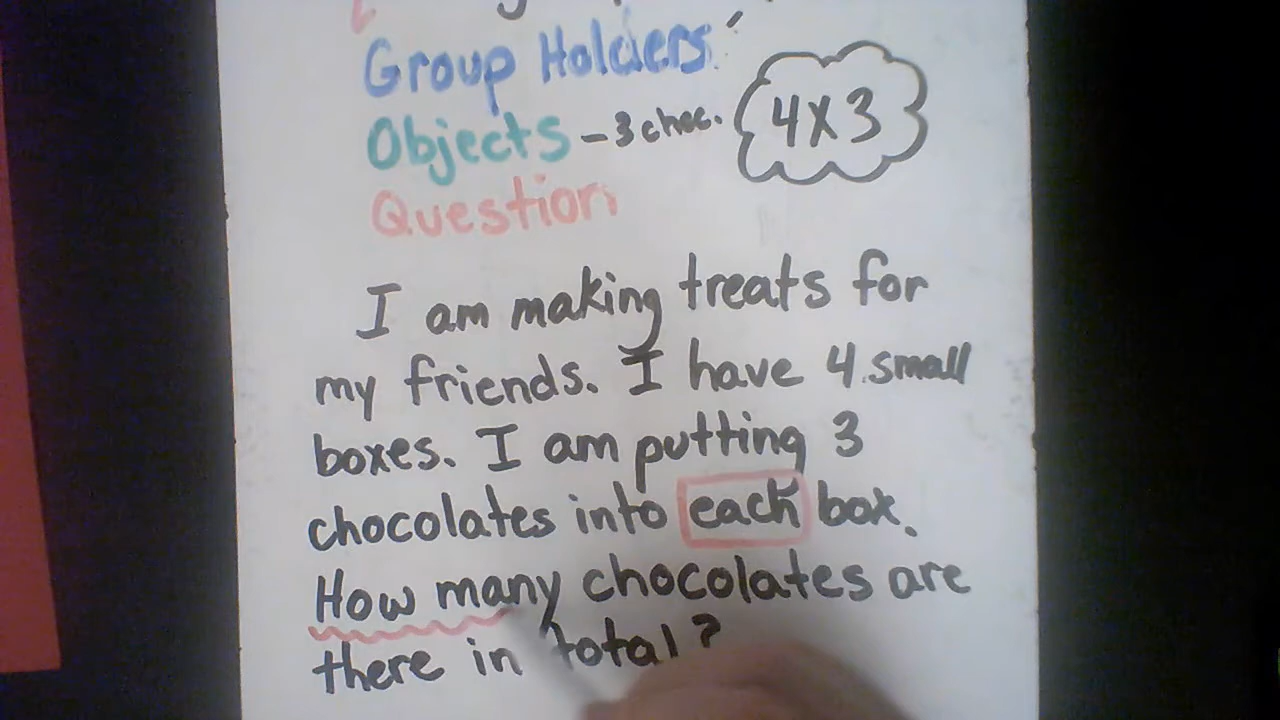 Group Holders
Objects - 3 choc. 4X3
Question
I am making treats for
my friends. I have 4 small
boxes. I am putting 3
chocolates into each box.
How many chocolates are
there in total?